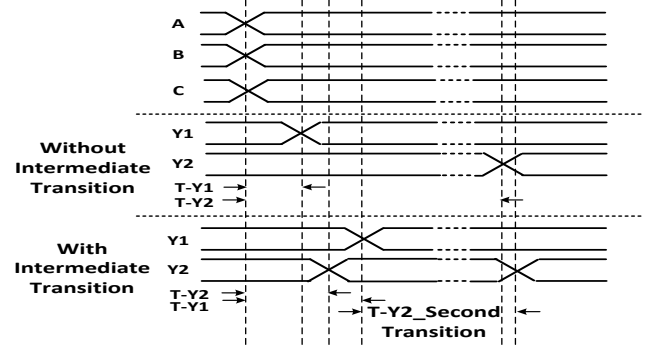 A
B
C
Without
Intermediate
Transition
Y1
Y2
T-Y1
T-Y2
With
Intermediate
Transition
Y1
Y2
T-Y2
T-Y1
T-Y2_Second
Transition